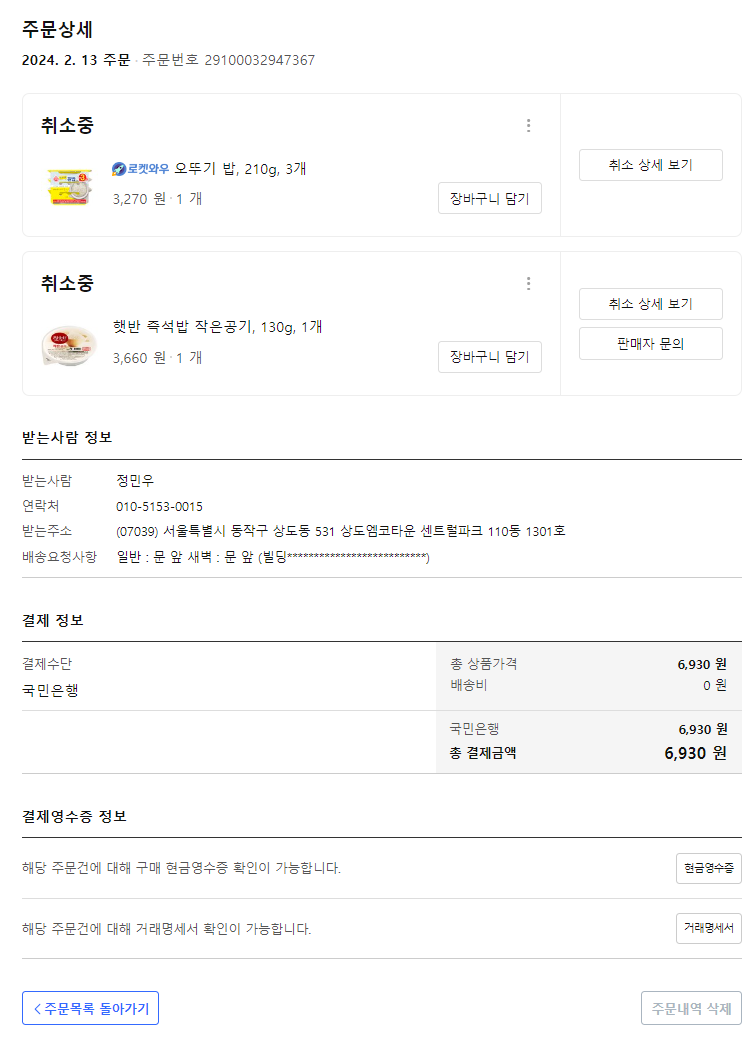 주문상세
2024. 2. 13 주문 · 주문번호 29100032947367
취소중
로켓와우 오뚜기 밥, 210g, 3개
3,270 원 · 1 개
장바구니 담기
취소 상세 보기
취소중
햇반 즉석밥 작은공기, 130g, 1개
3,660 원 · 1 개
장바구니 담기
취소 상세 보기
판매자 문의
받는사람 정보
받는사람 정민우
연락처 010-5153-0015
받는주소 (07039) 서울특별시 동작구 상도동 531 상도엠코타운 센트럴파크 110동 1301호
배송요청사항 일반 : 문 앞 새벽 : 문 앞 (빌딩**************************)
결제 정보
결제수단
국민은행
총 상품가격 6,930 원
배송비 0 원
국민은행 6,930 원
총 결제금액 6,930 원
결제영수증 정보
해당 주문건에 대해 구매 현금영수증 확인이 가능합니다.
현금영수증
해당 주문건에 대해 거래명세서 확인이 가능합니다.
거래명세서
주문목록 돌아가기
주문내역 삭제